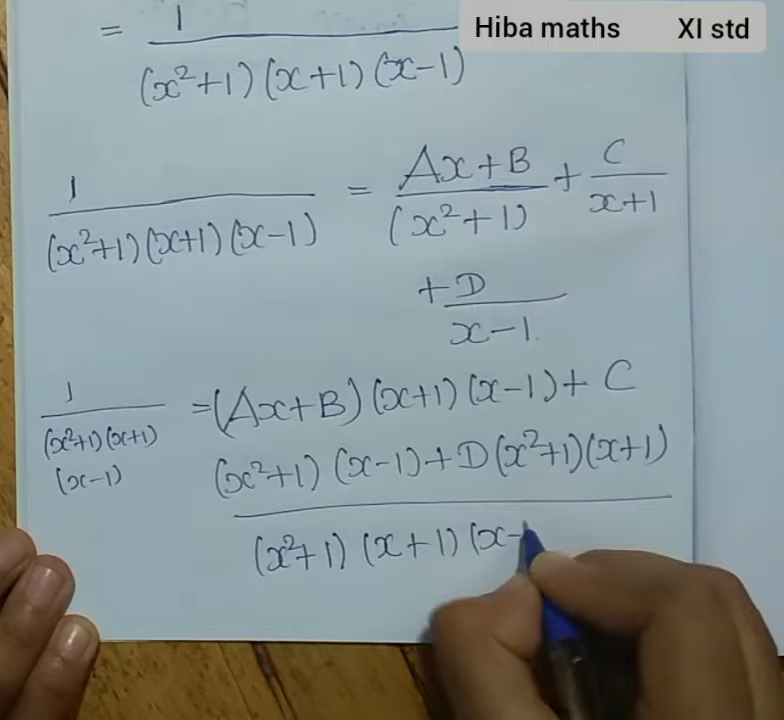 Hiba maths XI std
= 1 / (x²+1)(x+1)(x-1)
1 / (x²+1)(x+1)(x-1) = Ax+B / (x²+1) + C / x+1
+ D / x-1.
1 / (x²+1)(x+1)(x-1) = (Ax+B)(x+1)(x-1)+ C
(x²+1)(x-1)+D(x²+1)(x+1)
(x²+1)(x+1)(x-